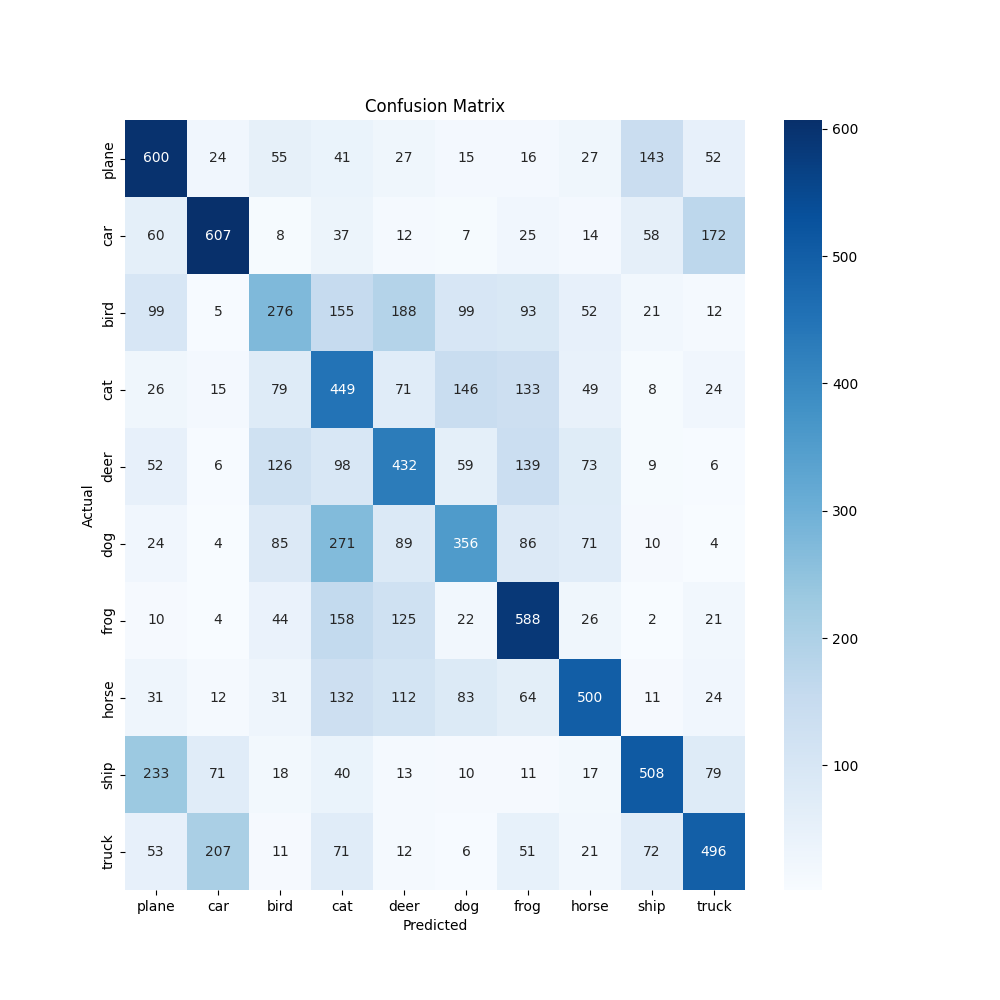 Confusion Matrix
plane 600 24 55 41 27 15 16 27 143 52
car 60 607 8 37 12 7 25 14 58 172
bird 99 5 276 155 188 99 93 52 21 12
cat 26 15 79 449 71 146 133 49 8 24
deer 52 6 126 98 432 59 139 73 9 6
Actual
dog 24 4 85 271 89 356 86 71 10 4
frog 10 4 44 158 125 22 588 26 2 21
horse 31 12 31 132 112 83 64 500 11 24
ship 233 71 18 40 13 10 11 17 508 79
truck 53 207 11 71 12 6 51 21 72 496
plane car bird cat deer dog frog horse ship truck
Predicted
600
500
400
300
200
100